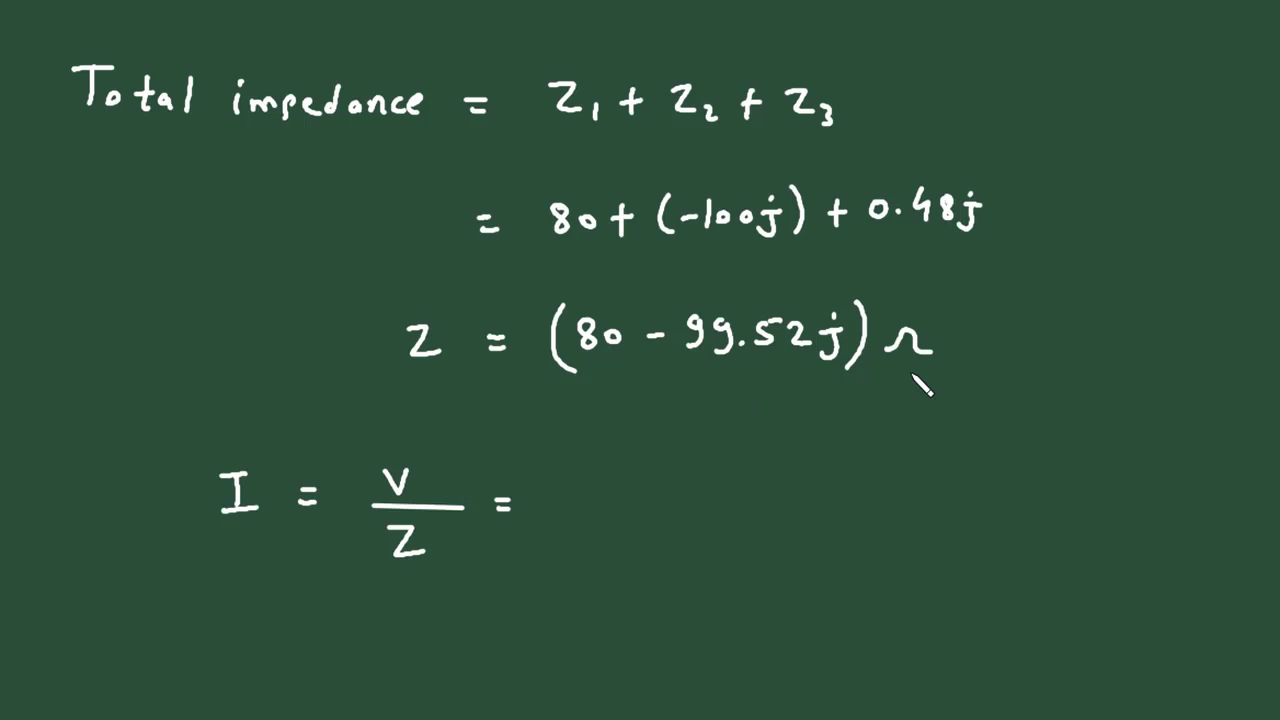 Total impedance = Z₁ + Z₂ + Z₃
= 80 + (-100j) + 0.48j
Z = (80 - 99.52j) Ω
I = V/Z =